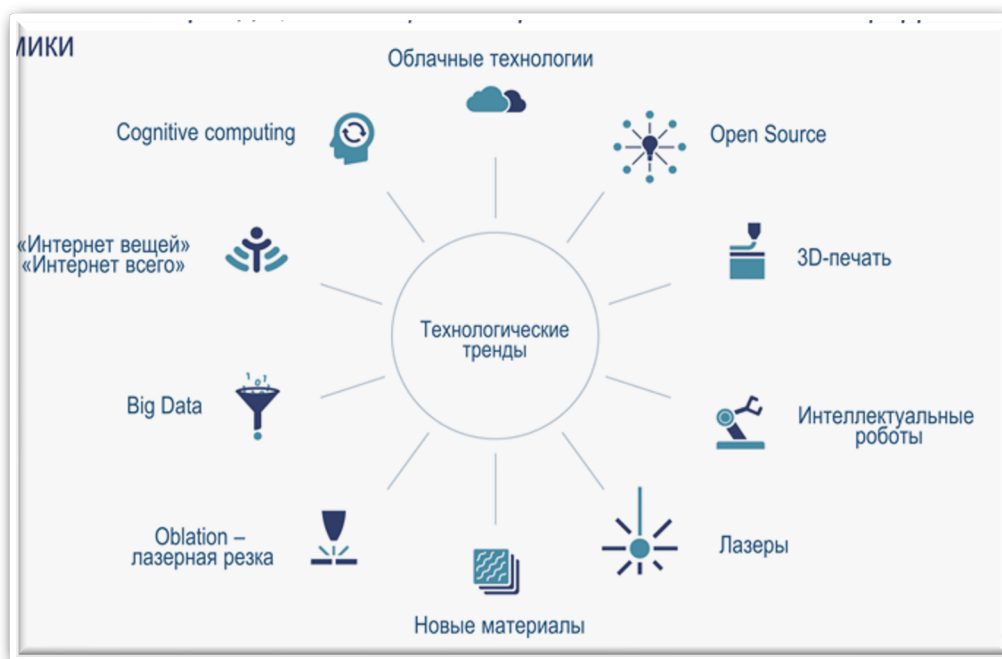 мики
Облачные технологии
Cognitive computing
Open Source
«Интернет вещей»
«Интернет всего»
3D-печать
Технологические
тренды
Big Data
Интеллектуальные
роботы
Oblation –
лазерная резка
Лазеры
Новые материалы